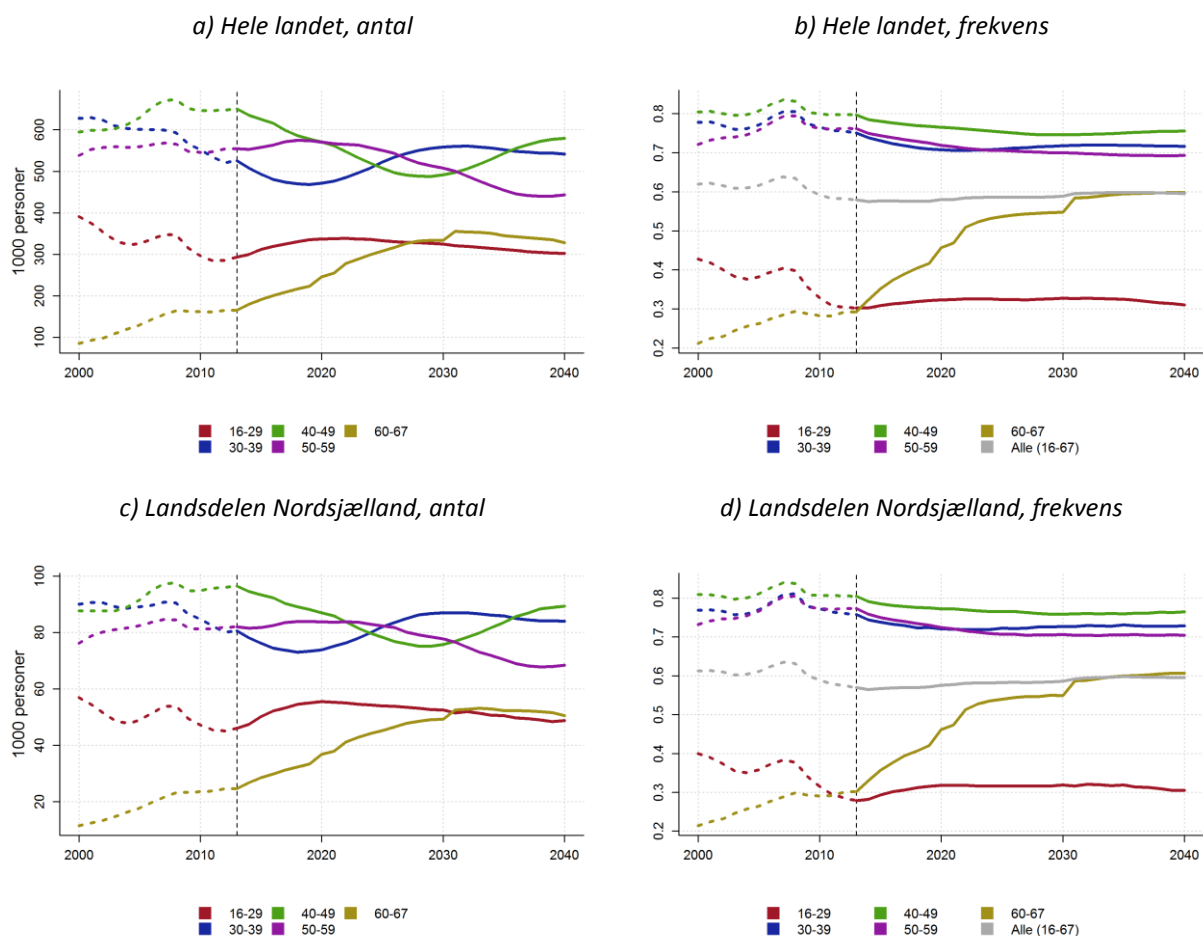 a) Hele landet, antal
1000 personer
600
500
400
300
200
100
2000 2010 2020 2030 2040
16-29 40-49 60-67
30-39 50-59
b) Hele landet, frekvens
0.8
0.7
0.6
0.5
0.4
0.3
0.2
2000 2010 2020 2030 2040
16-29 40-49 60-67
30-39 50-59 Alle (16-67)
c) Landsdelen Nordsjælland, antal
1000 personer
100
80
60
40
20
2000 2010 2020 2030 2040
16-29 40-49 60-67
30-39 50-59
d) Landsdelen Nordsjælland, frekvens
0.8
0.7
0.6
0.5
0.4
0.3
0.2
2000 2010 2020 2030 2040
16-29 40-49 60-67
30-39 50-59 Alle (16-67)